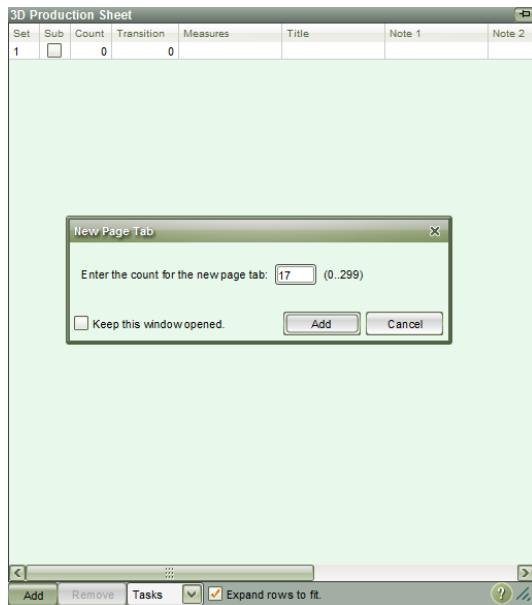 3D Production Sheet
Set Sub Count Transition Measures Title Note 1 Note 2
1 0 0
New Page Tab
Enter the count for the new page tab: 17 (0..299)
Keep this window opened. Add Cancel
Add Remove Tasks Expand rows to fit. ?